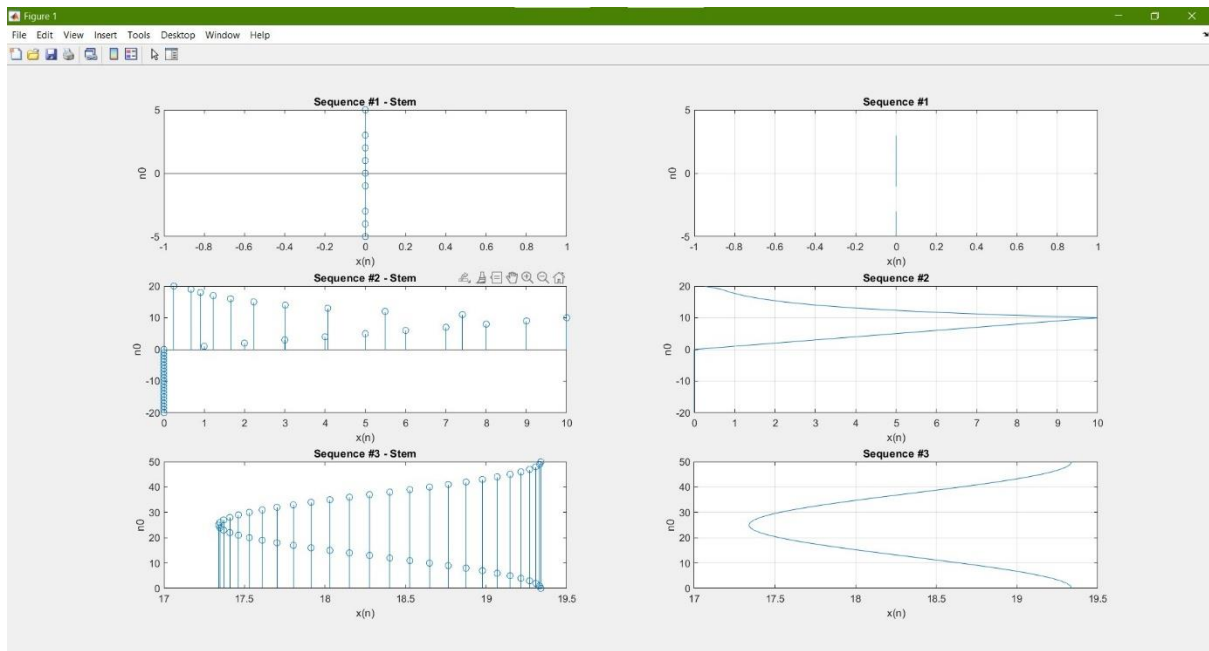 Figure 1
File Edit View Insert Tools Desktop Window Help
Sequence #1 - Stem
5
0
-5
n0
-1 -0.8 -0.6 -0.4 -0.2 0 0.2 0.4 0.6 0.8 1
x(n)
Sequence #1
5
0
-5
n0
-1 -0.8 -0.6 -0.4 -0.2 0 0.2 0.4 0.6 0.8 1
x(n)
Sequence #2 - Stem
20
10
0
-10
-20
n0
0 1 2 3 4 5 6 7 8 9 10
x(n)
Sequence #2
20
10
0
-10
-20
n0
0 1 2 3 4 5 6 7 8 9 10
x(n)
Sequence #3 - Stem
50
40
30
20
10
0
n0
17 17.5 18 18.5 19 19.5
x(n)
Sequence #3
50
40
30
20
10
0
n0
17 17.5 18 18.5 19 19.5
x(n)